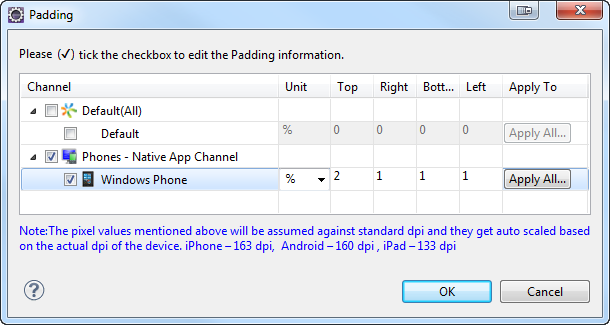 Padding
Please (✓) tick the checkbox to edit the Padding information.
Channel Unit Top Right Bott... Left Apply To
Default(All)
Default % 0 0 0 0 Apply All...
Phones - Native App Channel
Windows Phone % 2 1 1 1 Apply All...
Note:The pixel values mentioned above will be assumed against standard dpi and they get auto scaled based
on the actual dpi of the device. iPhone – 163 dpi, Android – 160 dpi , iPad – 133 dpi
? OK Cancel